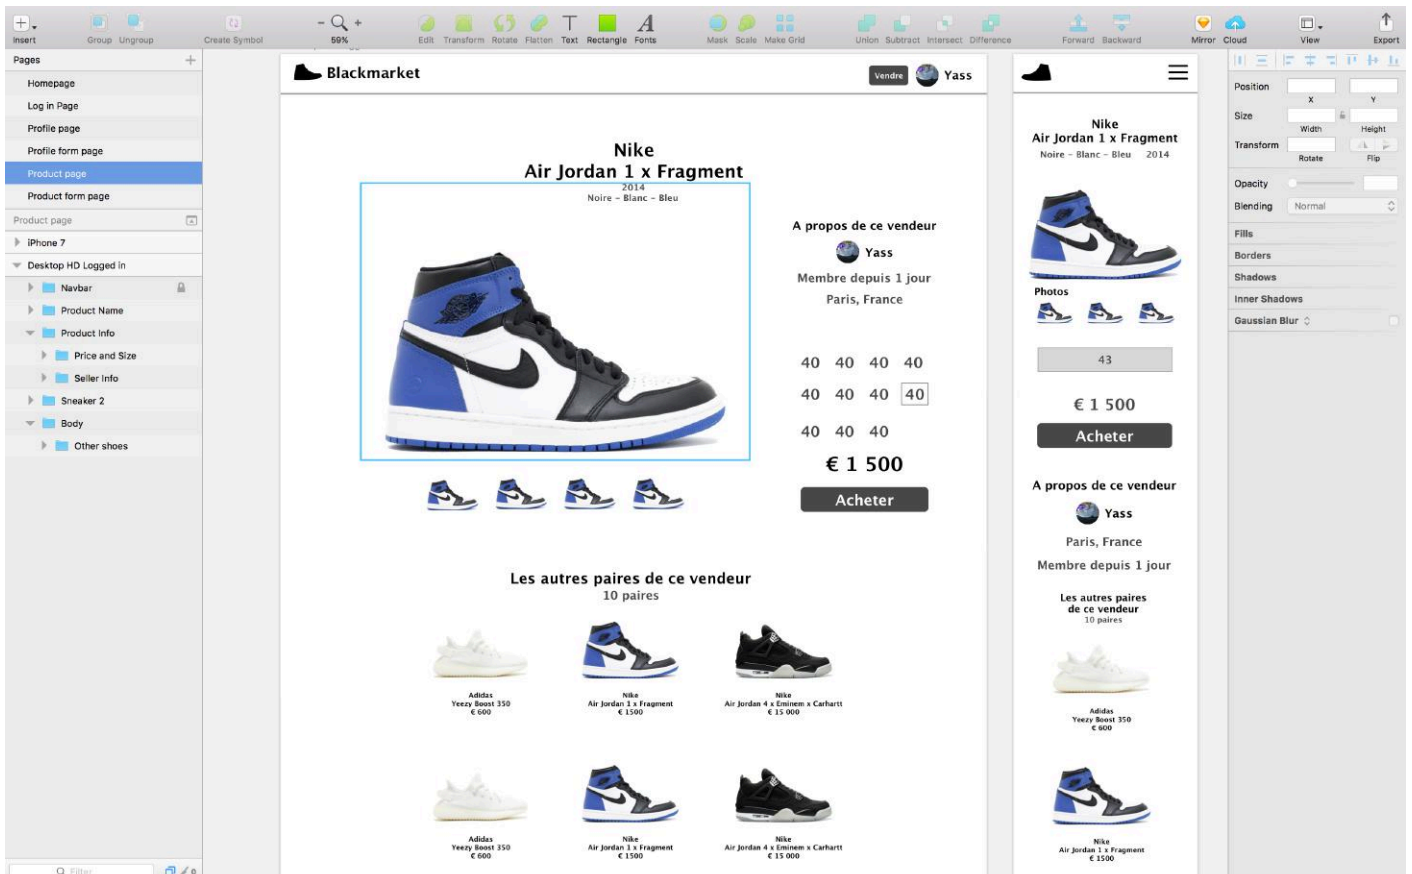 Insert
Group Ungroup
Create Symbol
- + 59%
Edit Transform Rotate Flatten Text Rectangle Fonts
Mask Scale Make Grid
Union Subtract Intersect Difference
Forward Backward
Mirror Cloud
View
Export
Pages +
Homepage
Log in Page
Profile page
Profile form page
Product page
Product form page
Product page
iPhone 7
Desktop HD Logged in
Navbar
Product Name
Product Info
Price and Size
Seller Info
Sneaker 2
Body
Other shoes
Filter
Blackmarket
Vendre
Yass
Nike
Air Jordan 1 x Fragment
2014
Noire - Blanc - Bleu
A propos de ce vendeur
Yass
Membre depuis 1 jour
Paris, France
40 40 40 40
40 40 40 40
40 40 40
€ 1 500
Acheter
Les autres paires de ce vendeur
10 paires
Adidas
Yeezy Boost 350
€ 600
Nike
Air Jordan 1 x Fragment
€ 1500
Nike
Air Jordan 4 x Eminem x Carhartt
€ 15 000
Adidas
Yeezy Boost 350
€ 600
Nike
Air Jordan 1 x Fragment
€ 1500
Nike
Air Jordan 4 x Eminem x Carhartt
€ 15 000
Nike
Air Jordan 1 x Fragment
Noire - Blanc - Bleu 2014
Photos
43
€ 1 500
Acheter
A propos de ce vendeur
Yass
Paris, France
Membre depuis 1 jour
Les autres paires
de ce vendeur
10 paires
Adidas
Yeezy Boost 350
€ 600
Nike
Air Jordan 1 x Fragment
€ 1500
Position
X Y
Size
Width Height
Transform
Rotate Flip
Opacity
Blending Normal
Fills
Borders
Shadows
Inner Shadows
Gaussian Blur